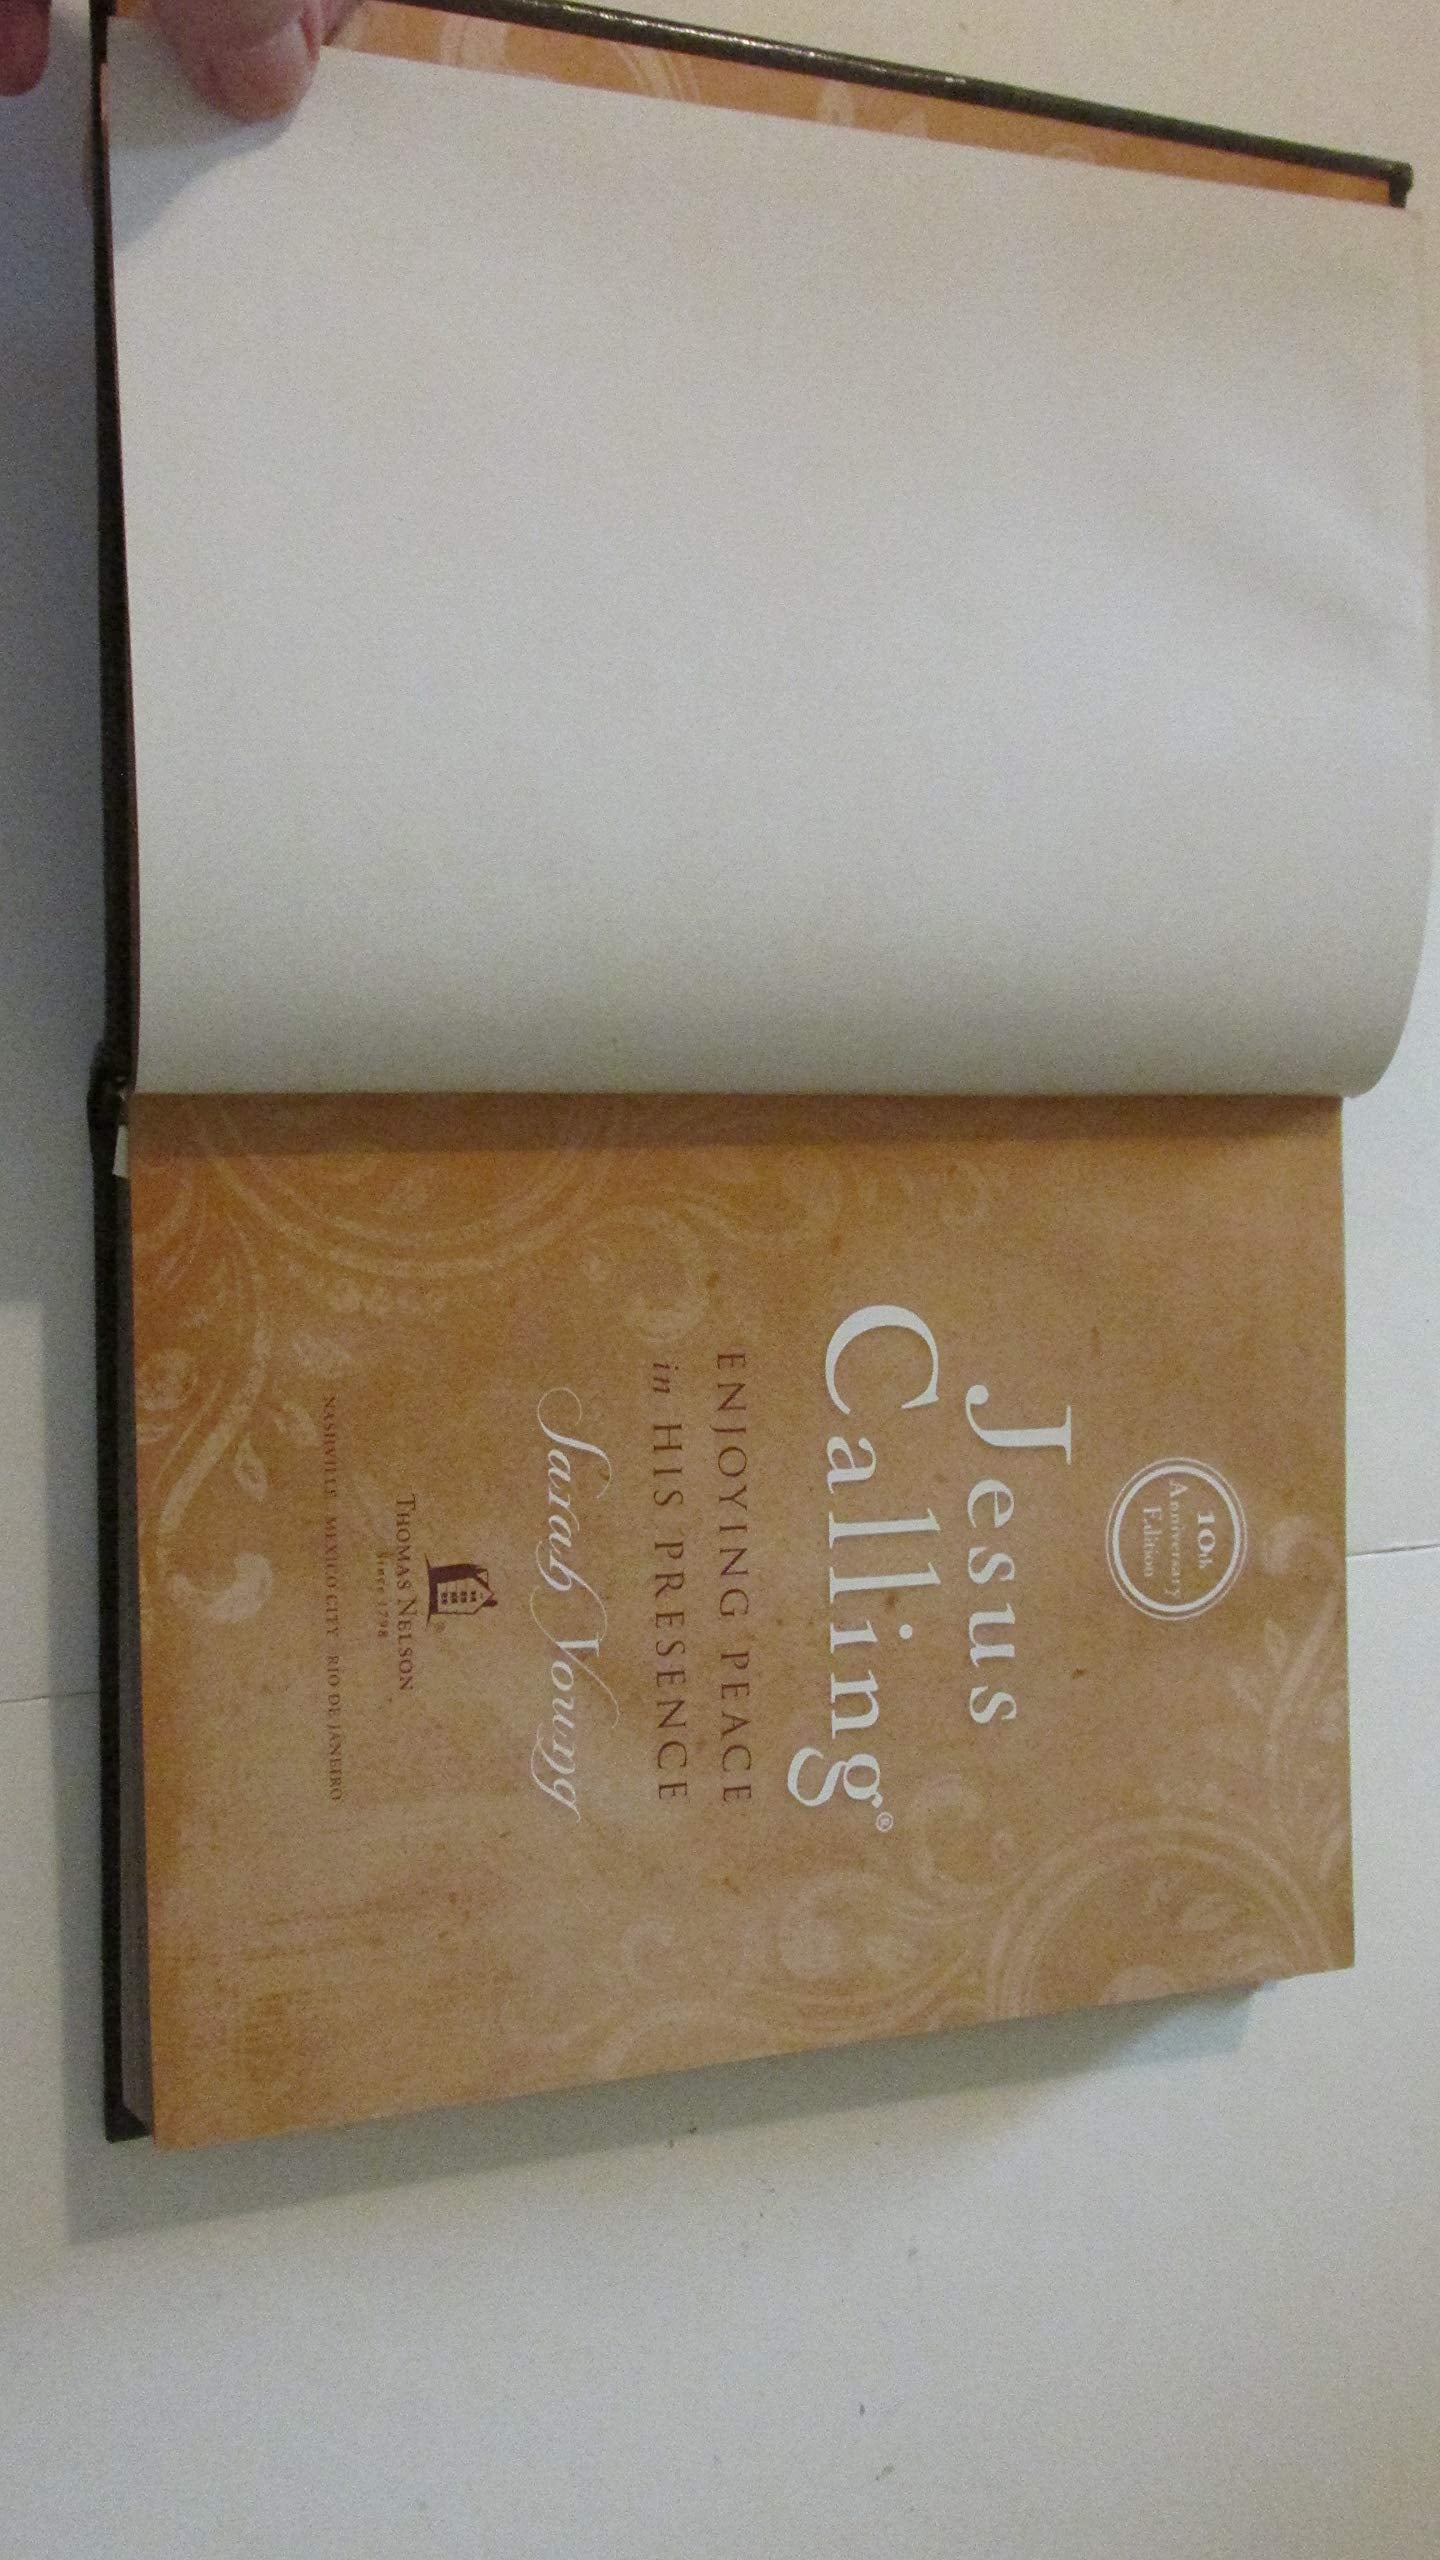 10th
Anniversary
Edition
Jesus
Calling®
ENJOYING PEACE
in HIS PRESENCE
Sarah Young
®
THOMAS NELSON
Since 1798
NASHVILLE MEXICO CITY RIO DE JANEIRO